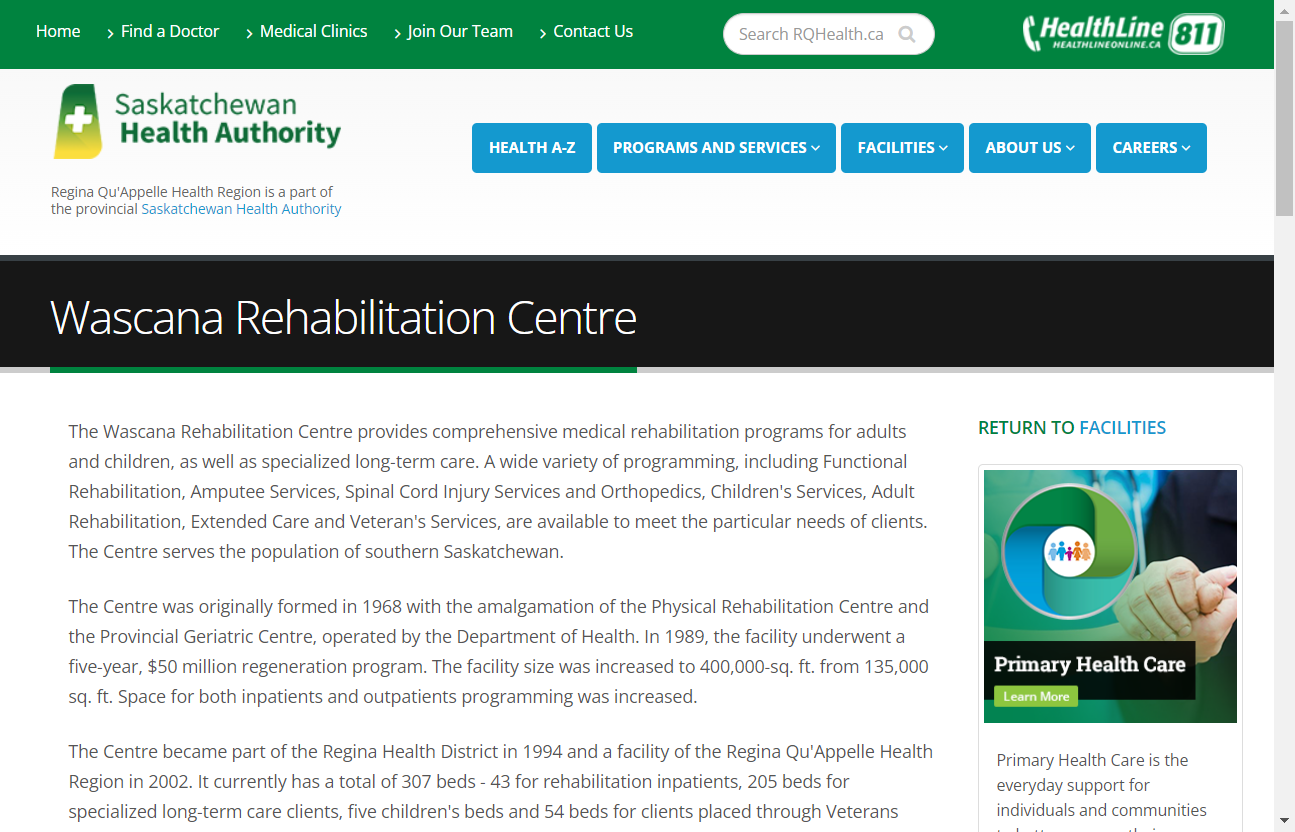 Home
Find a Doctor
Medical Clinics
Join Our Team
Contact Us
Search RQHealth.ca
HealthLine 811
HEALTHLINEONLINE.CA
Saskatchewan
Health Authority
HEALTH A-Z
PROGRAMS AND SERVICES
FACILITIES
ABOUT US
CAREERS
Regina Qu'Appelle Health Region is a part of
the provincial Saskatchewan Health Authority
Wascana Rehabilitation Centre
The Wascana Rehabilitation Centre provides comprehensive medical rehabilitation programs for adults
and children, as well as specialized long-term care. A wide variety of programming, including Functional
Rehabilitation, Amputee Services, Spinal Cord Injury Services and Orthopedics, Children's Services, Adult
Rehabilitation, Extended Care and Veteran's Services, are available to meet the particular needs of clients.
The Centre serves the population of southern Saskatchewan.
The Centre was originally formed in 1968 with the amalgamation of the Physical Rehabilitation Centre and
the Provincial Geriatric Centre, operated by the Department of Health. In 1989, the facility underwent a
five-year, $50 million regeneration program. The facility size was increased to 400,000-sq. ft. from 135,000
sq. ft. Space for both inpatients and outpatients programming was increased.
The Centre became part of the Regina Health District in 1994 and a facility of the Regina Qu'Appelle Health
Region in 2002. It currently has a total of 307 beds - 43 for rehabilitation inpatients, 205 beds for
specialized long-term care clients, five children's beds and 54 beds for clients placed through Veterans
RETURN TO FACILITIES
Primary Health Care
Learn More
Primary Health Care is the
everyday support for
individuals and communities